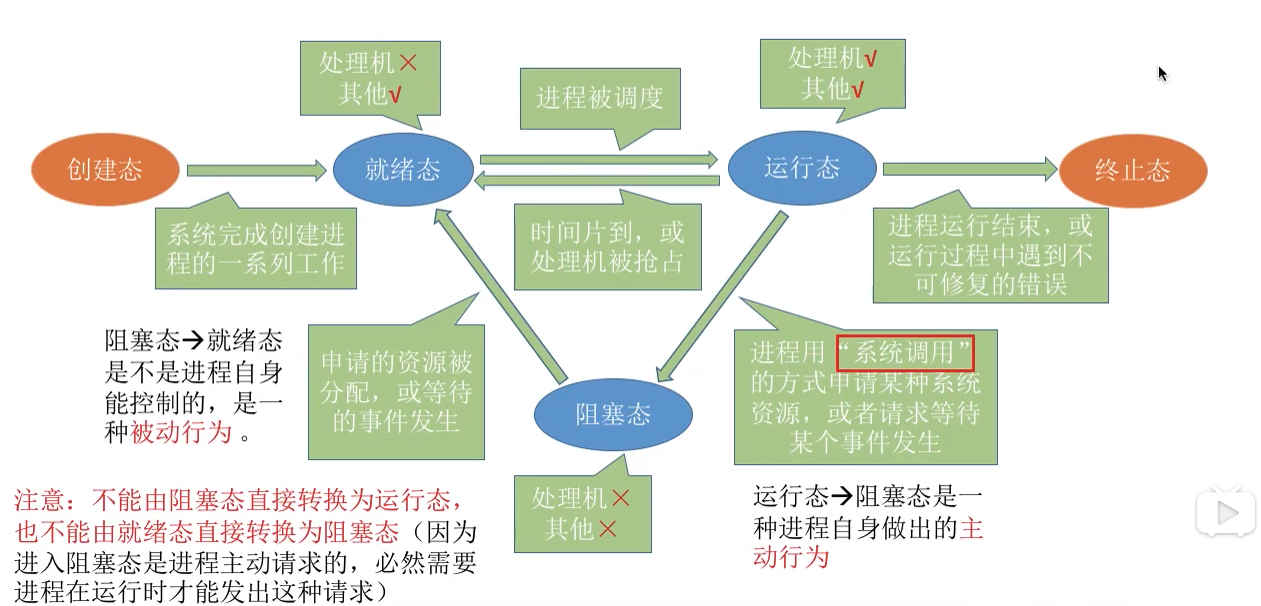 处理机×
其他√
进程被调度
处理机√
其他√
创建态
就绪态
运行态
终止态
系统完成创建进
程的一系列工作
时间片到，或
处理机被抢占
进程运行结束，或
运行过程中遇到不
可修复的错误
阻塞态→就绪态
是不是进程自身
能控制的，是一
种被动行为。
申请的资源被
分配，或等待
的事件发生
进程用“系统调用”
的方式申请某种系统
资源，或者请求等待
某个事件发生
阻塞态
处理机×
其他×
注意：不能由阻塞态直接转换为运行态，
也不能由就绪态直接转换为阻塞态（因为
进入阻塞态是进程主动请求的，必然需要
进程在运行时才能发出这种请求）
运行态→阻塞态是一
种进程自身做出的主
动行为